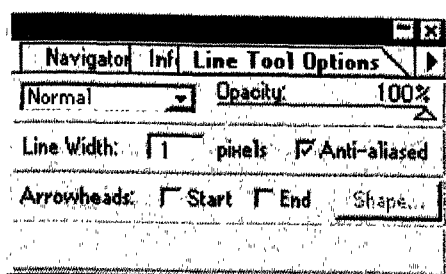 Navigator Inf Line Tool Options
Normal Opacity: 100%
Line Width: 1 pixels Anti-aliased
Arrowheads: Start End Shape...